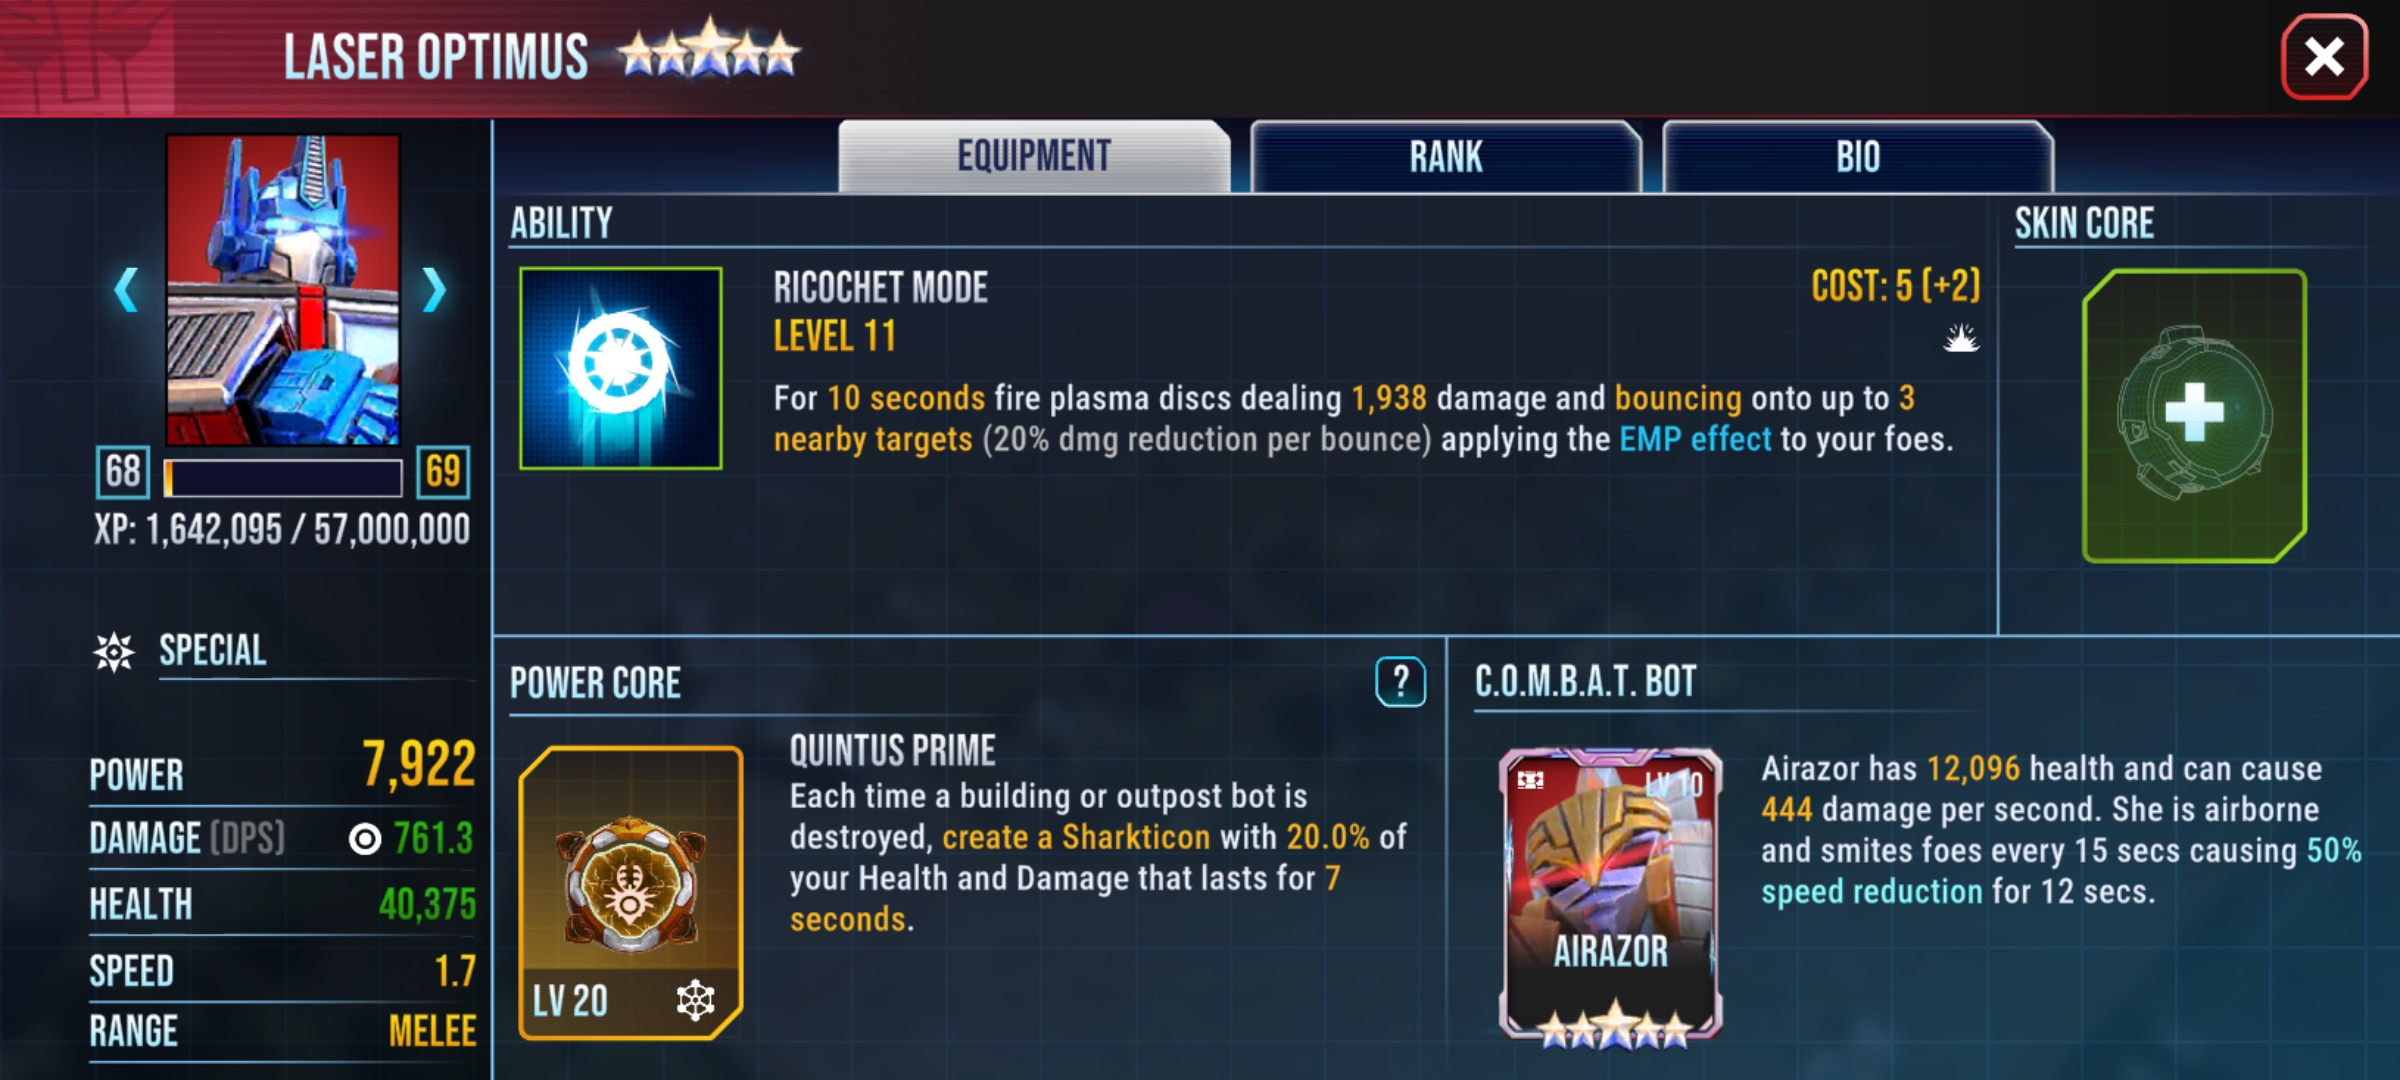 LASER OPTIMUS
EQUIPMENT
RANK
BIO
68
69
XP: 1,642,095 / 57,000,000
SPECIAL
POWER 7,922
DAMAGE (DPS) 761.3
HEALTH 40,375
SPEED 1.7
RANGE MELEE
ABILITY
RICOCHET MODE
COST: 5 (+2)
LEVEL 11
For 10 seconds fire plasma discs dealing 1,938 damage and bouncing onto up to 3
nearby targets (20% dmg reduction per bounce) applying the EMP effect to your foes.
SKIN CORE
POWER CORE
?
QUINTUS PRIME
Each time a building or outpost bot is
destroyed, create a Sharkticon with 20.0% of
your Health and Damage that lasts for 7
seconds.
LV 20
C.O.M.B.A.T. BOT
LV 10
AIRAZOR
Airazor has 12,096 health and can cause
444 damage per second. She is airborne
and smites foes every 15 secs causing 50%
speed reduction for 12 secs.